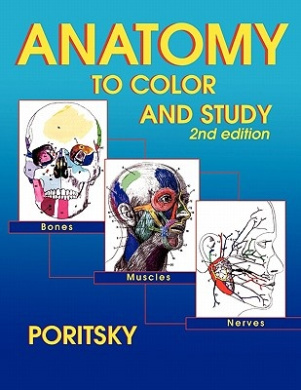 ANATOMY
TO COLOR
AND STUDY
2nd edition
Bones
Muscles
Nerves
PORITSKY